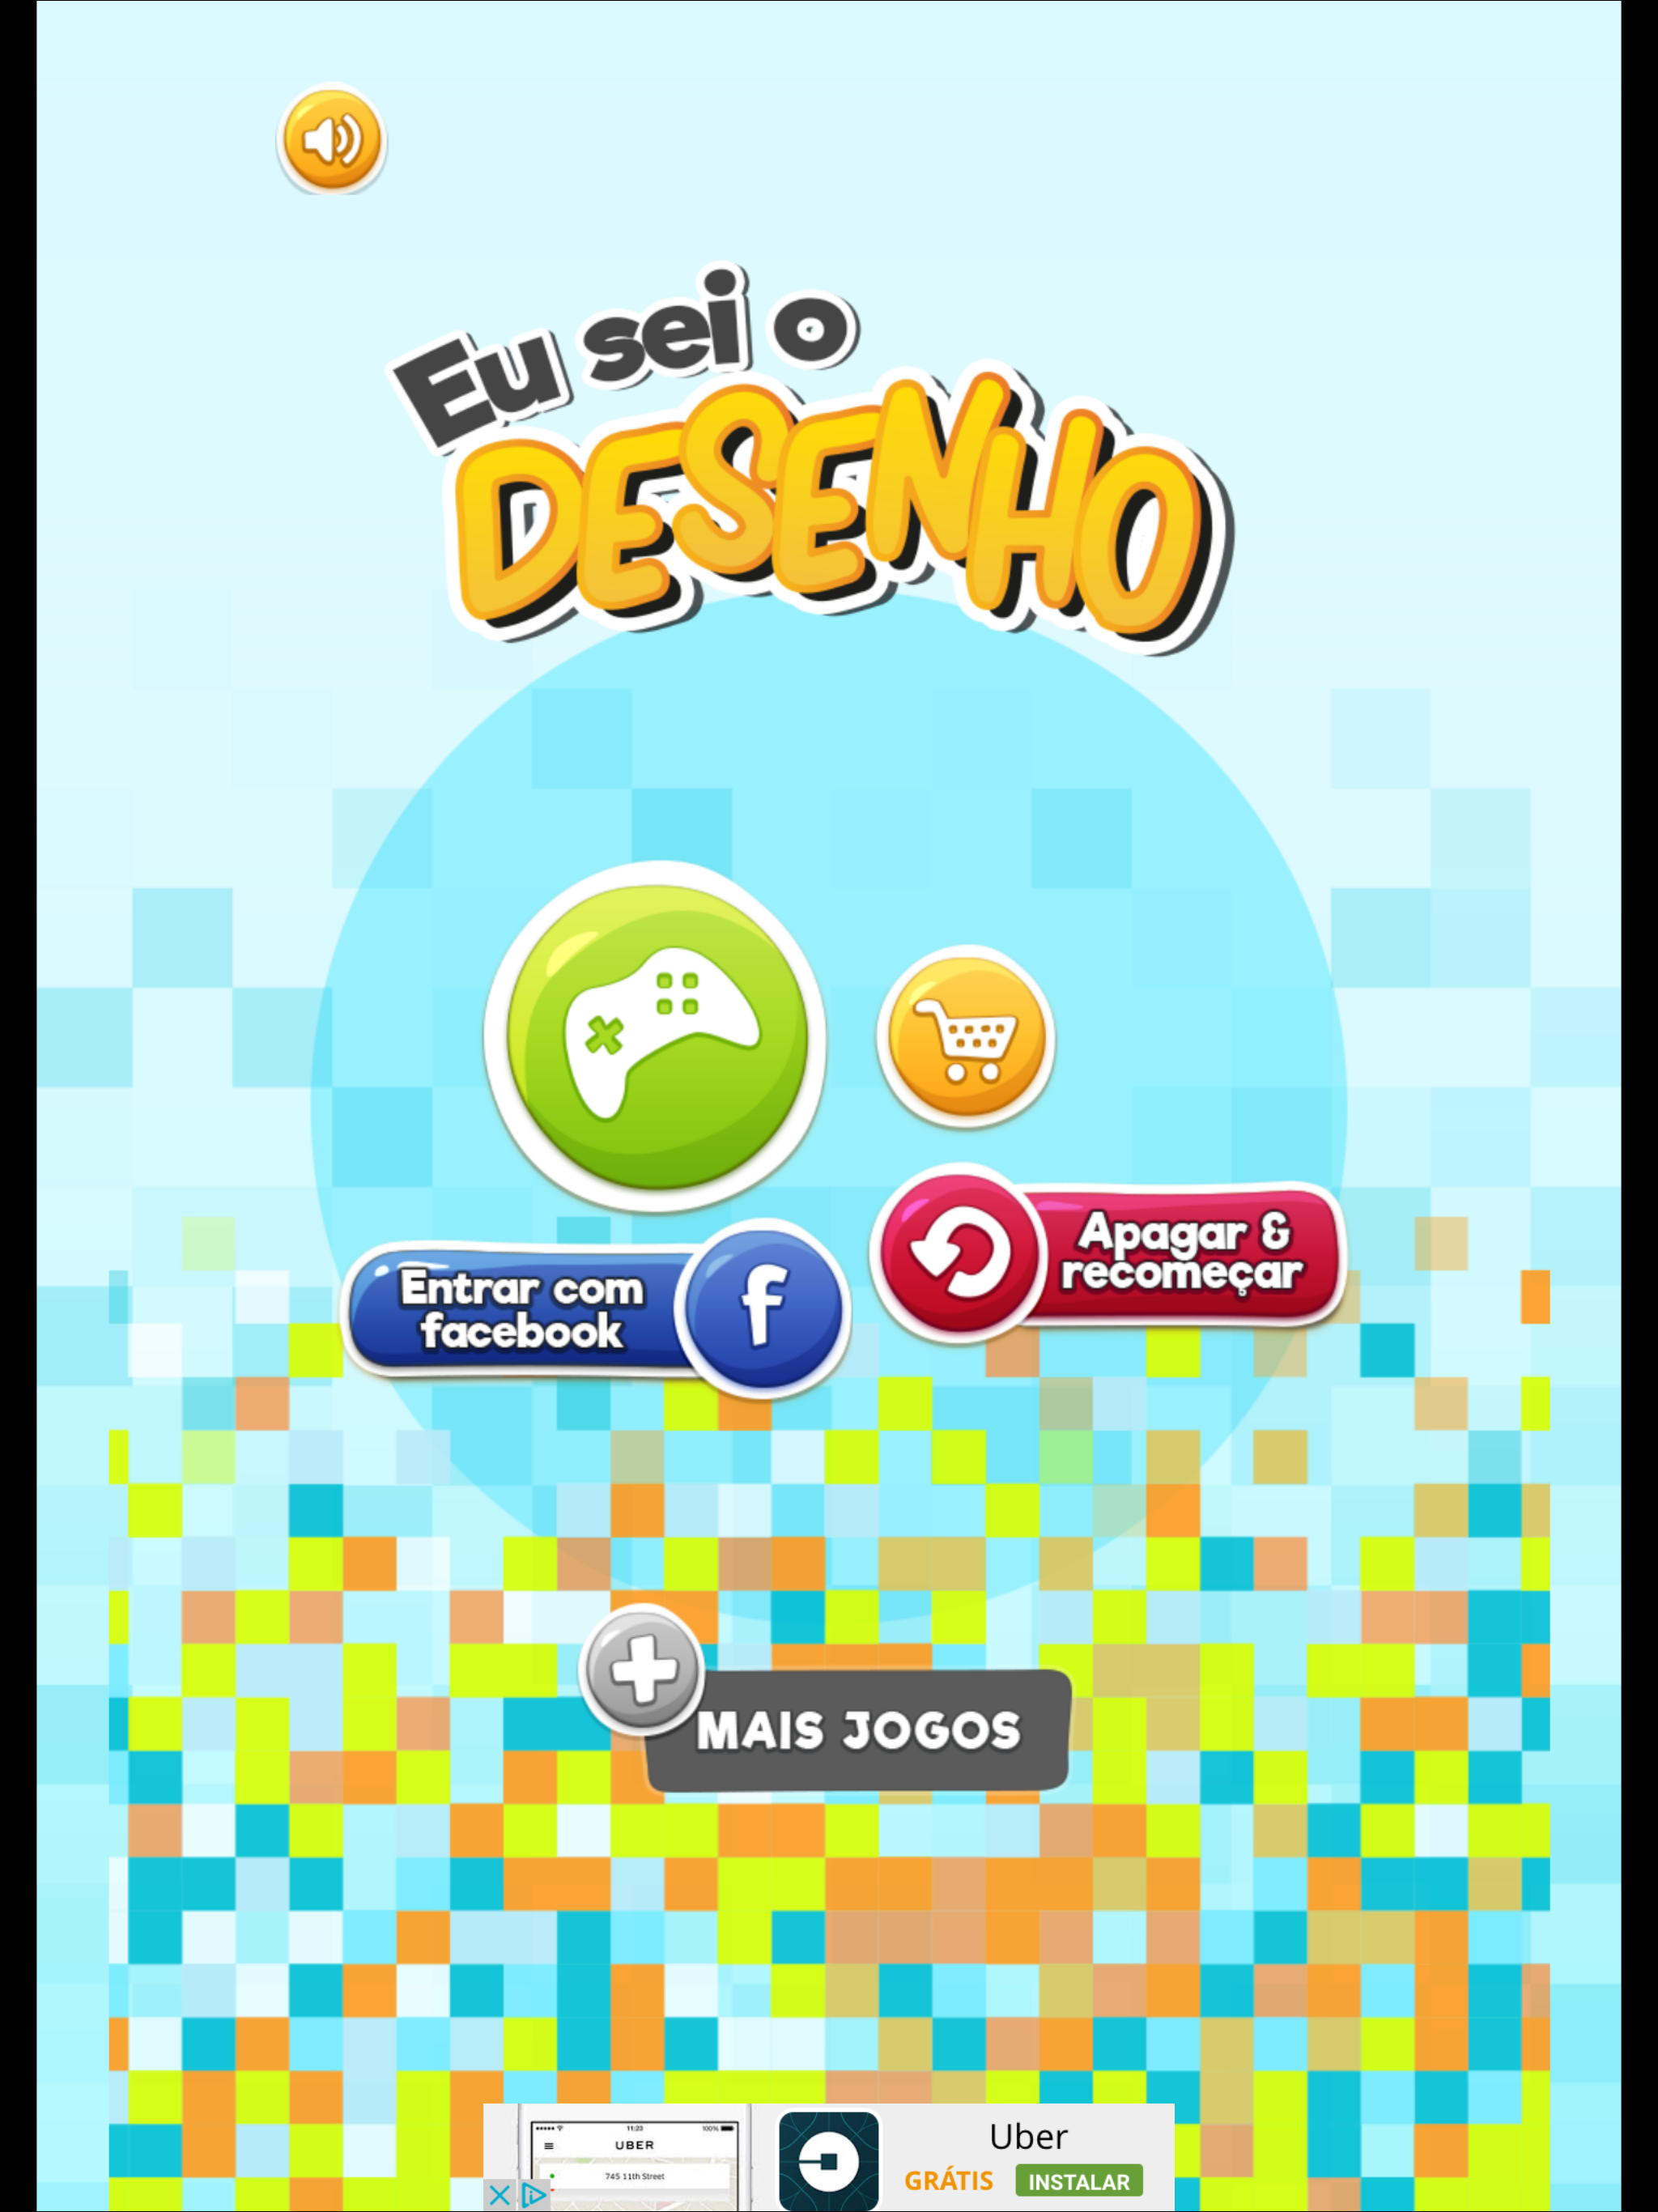 Eu sei o
DESENHO
Entrar com
facebook
f
Apagar &
recomeçar
MAIS JOGOS
11:23
100%
UBER
745 11th Street
Uber
GRÁTIS
INSTALAR